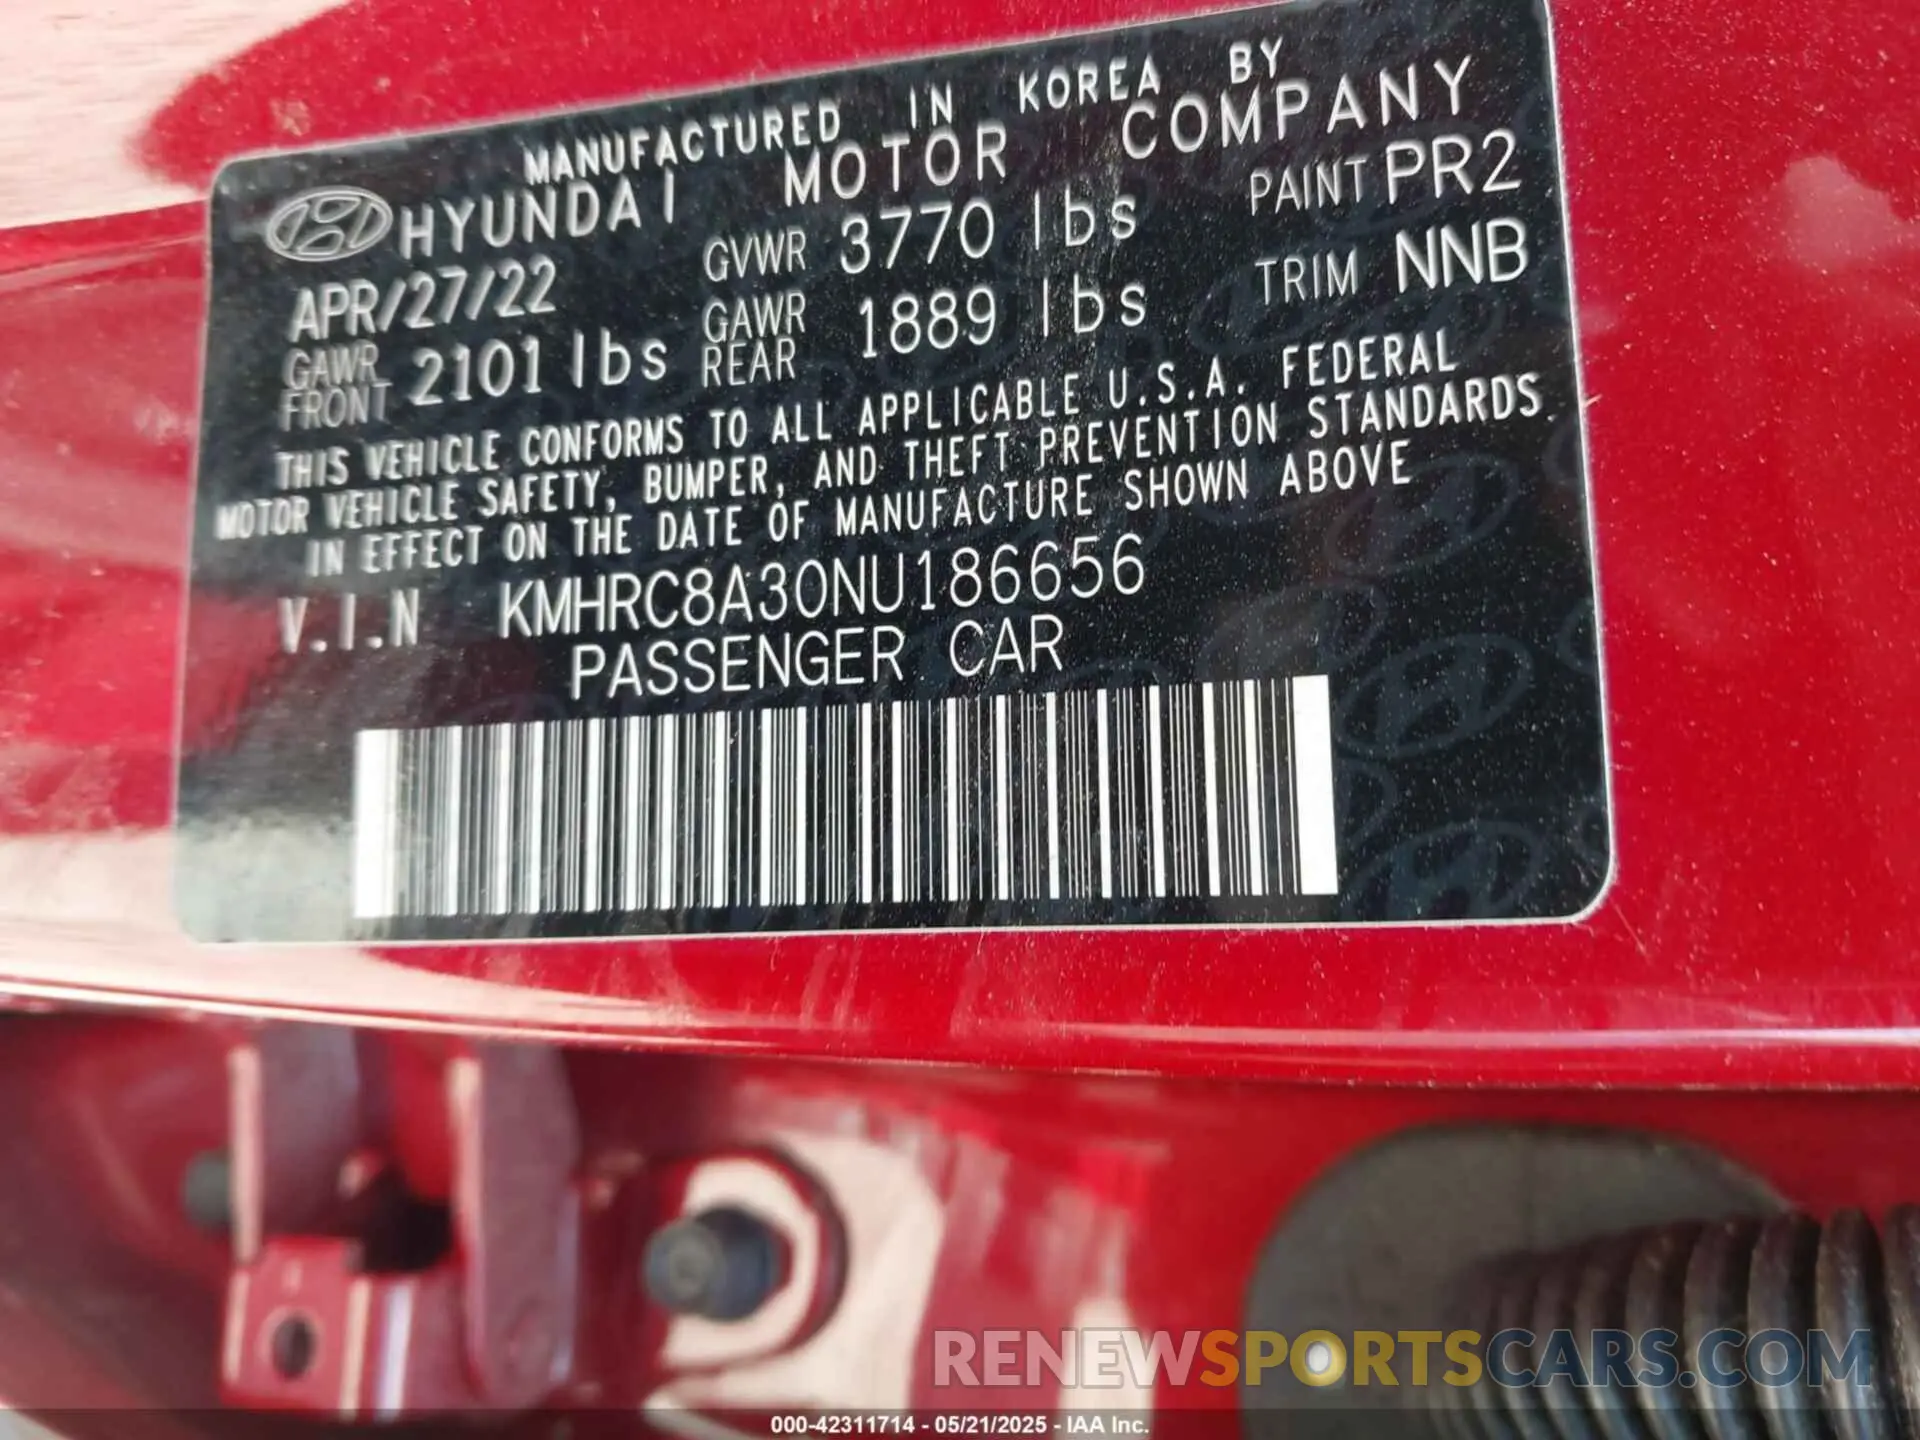 MANUFACTURED IN KOREA BY
HYUNDAI MOTOR COMPANY
APR/27/22 GVWR 3770 lbs PAINT PR2
GAWR FRONT 2101 lbs GAWR REAR 1889 lbs TRIM NNB
THIS VEHICLE CONFORMS TO ALL APPLICABLE U.S.A. FEDERAL
MOTOR VEHICLE SAFETY, BUMPER, AND THEFT PREVENTION STANDARDS
IN EFFECT ON THE DATE OF MANUFACTURE SHOWN ABOVE
V.I.N KMHRC8A30NU186656
PASSENGER CAR
RENEWSPORTSCARS.COM
000-42311714 - 05/21/2025 - IAA Inc.